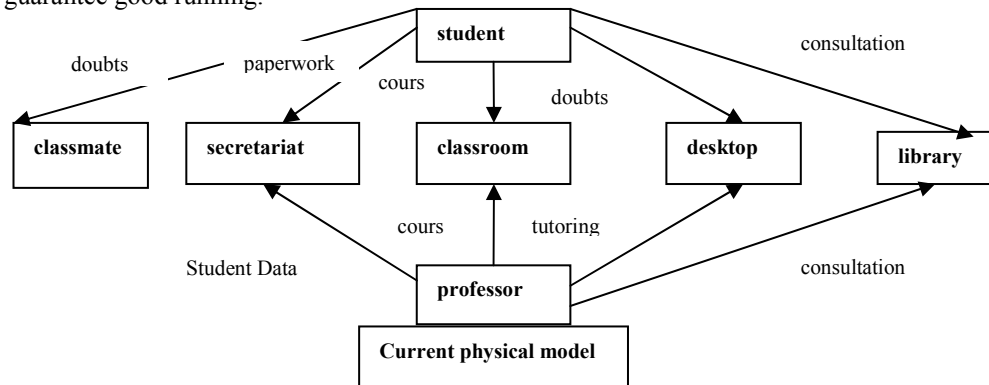 guarantee good running.
student
consultation
doubts
paperwork
cours
doubts
classmate
secretariat
classroom
desktop
library
cours
tutoring
Student Data
consultation
professor
Current physical model